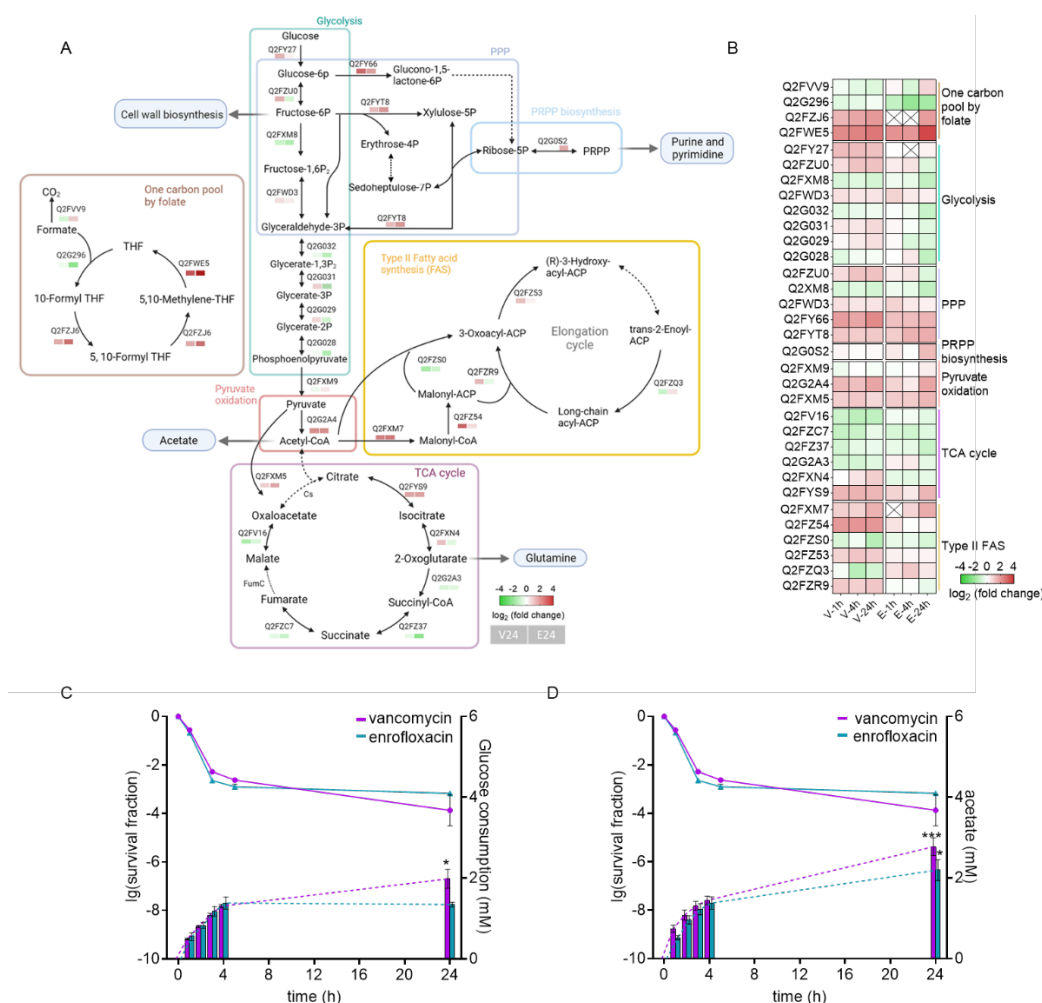 A
Glycolysis
Glucose
Q2FY27
Glucose-6p
Q2FY66
Glucono-1,5-
lactone-6P
PPP
Q2FZU0
Cell wall biosynthesis
Fructose-6P
Q2FYT8
Xylulose-5P
Q2FXM8
Erythrose-4P
PRPP biosynthesis
Ribose-5P
Q2G0S2
PRPP
Purine and
pyrimidine
Fructose-1,6P₂
Sedoheptulose-7P
Q2FWD3
Glyceraldehyde-3P
Q2FYT8
One carbon pool
by folate
CO₂
Q2FVV9
Formate
Q2G296
THF
Q2FWE5
10-Formyl THF
5,10-Methylene-THF
Q2FZJ6
Q2FZJ6
5, 10-Formyl THF
Q2G032
Glycerate-1,3P₂
Q2G031
Glycerate-3P
Q2G029
Glycerate-2P
Q2G028
Phosphoenolpyruvate
Q2FXM9
Type II Fatty acid
synthesis (FAS)
(R)-3-Hydroxy-
acyl-ACP
Q2FZ53
3-Oxoacyl-ACP
Elongation
cycle
trans-2-Enoyl-
ACP
Q2FZS0
Q2FZR9
Q2FZQ3
Malonyl-ACP
Long-chain
acyl-ACP
Q2FZ54
Malonyl-CoA
Pyruvate
oxidation
Pyruvate
Q2G2A4
Acetate
Acetyl-CoA
Q2FXM7
TCA cycle
Q2FXM5
Citrate
Cs
Q2FYS9
Oxaloacetate
Isocitrate
Q2FV16
Q2FXN4
Malate
2-Oxoglutarate
Glutamine
FumC
Q2G2A3
Fumarate
Succinyl-CoA
Q2FZC7
Succinate
Q2FZ37
-4 -2 0 2 4
log₂ (fold change)
V24 E24
B
Q2FVV9
Q2G296
Q2FZJ6
Q2FWE5
One carbon
pool by
folate
Q2FY27
Q2FZU0
Q2FXM8
Q2FWD3
Q2G032
Q2G031
Q2G029
Q2G028
Glycolysis
Q2FZU0
Q2XM8
Q2FWD3
Q2FY66
Q2FYT8
PPP
Q2G0S2
PRPP
biosynthesis
Q2FXM9
Q2G2A4
Q2FXM5
Pyruvate
oxidation
Q2FV16
Q2FZC7
Q2FZ37
Q2G2A3
Q2FXN4
Q2FYS9
TCA cycle
Q2FXM7
Q2FZ54
Q2FZS0
Q2FZ53
Q2FZQ3
Q2FZR9
Type II FAS
V-1h V-4h V-24h E-1h E-4h E-24h
-4 -2 0 2 4
log₂ (fold change)
C
lg(survival fraction)
0
-2
-4
-6
-8
-10
vancomycin
enrofloxacin
*
6
4
2
0
Glucose consumption
(mM)
0 4 8 12 16 20 24
time (h)
D
lg(survival fraction)
0
-2
-4
-6
-8
-10
vancomycin
enrofloxacin
***
*
6
4
2
0
acetate (mM)
0 4 8 12 16 20 24
time (h)